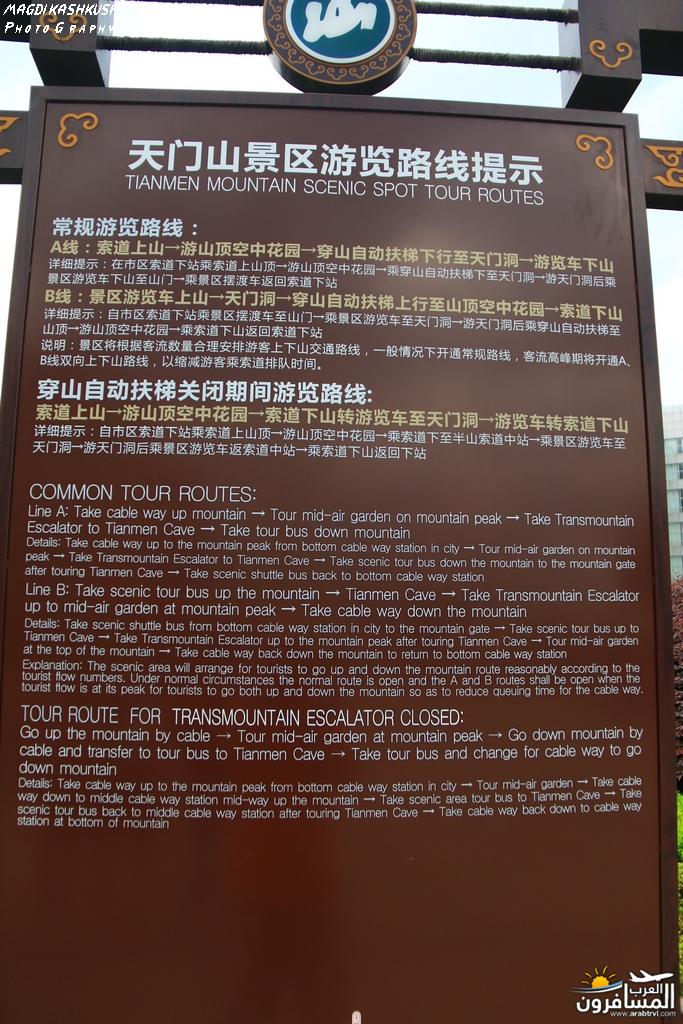 MAGDI KASHKUSH
PHOTO GRAPHY
天门山景区游览路线提示
TIANMEN MOUNTAIN SCENIC SPOT TOUR ROUTES
常规游览路线：
A线：索道上山→游山顶空中花园→穿山自动扶梯下行至天门洞→游览车下山
详细提示：在市区索道下站乘索道上山顶→游山顶空中花园→乘穿山自动扶梯下至天门洞→游天门洞后乘
景区游览车下山至山门→乘景区摆渡车返回索道下站
B线：景区游览车上山→天门洞→穿山自动扶梯上行至山顶空中花园→索道下山
详细提示：自市区索道下站乘景区摆渡车至山门→乘景区游览车至天门洞→游天门洞后乘穿山自动扶梯至
山顶→游山顶空中花园→乘索道下山返回索道下站
说明：景区将根据客流数量合理安排游客上下山交通路线，一般情况下开通常规路线，客流高峰期将开通A、
B线双向上下山路线，以缩减游客乘索道排队时间。
穿山自动扶梯关闭期间游览路线:
索道上山→游山顶空中花园→索道下山转游览车至天门洞→游览车转索道下山
详细提示：自市区索道下站乘索道上山顶→游山顶空中花园→乘索道下至半山索道中站→乘景区游览车至
天门洞→游天门洞后乘景区游览车返索道中站→乘索道下山返回下站
COMMON TOUR ROUTES:
Line A: Take cable way up mountain → Tour mid-air garden on mountain peak → Take Transmountain
Escalator to Tianmen Cave → Take tour bus down mountain
Details: Take cable way up to the mountain peak from bottom cable way station in city → Tour mid-air garden on mountain
peak → Take Transmountain Escalator to Tianmen Cave → Take scenic tour bus down the mountain to the mountain gate
after touring Tianmen Cave → Take scenic shuttle bus back to bottom cable way station
Line B: Take scenic tour bus up the mountain → Tianmen Cave → Take Transmountain Escalator
up to mid-air garden at mountain peak → Take cable way down the mountain
Details: Take scenic shuttle bus from bottom cable way station in city to the mountain gate → Take scenic tour bus up to
Tianmen Cave → Take Transmountain Escalator up to the mountain peak after touring Tianmen Cave → Tour mid-air garden
at the top of the mountain → Take cable way back down the mountain to return to bottom cable way station
Explanation: The scenic area will arrange for tourists to go up and down the mountain route reasonably according to the
tourist flow numbers. Under normal circumstances the normal route is open and the A and B routes shall be open when the
tourist flow is at its peak for tourists to go both up and down the mountain so as to reduce queuing time for the cable way.
TOUR ROUTE FOR TRANSMOUNTAIN ESCALATOR CLOSED:
Go up the mountain by cable → Tour mid-air garden at mountain peak → Go down mountain by
cable and transfer to tour bus to Tianmen Cave → Take tour bus and change for cable way to go
down mountain
Details: Take cable way up to the mountain peak from bottom cable way station in city → Tour mid-air garden → Take cable
way down to middle cable way station mid-way up the mountain → Take scenic area tour bus to Tianmen Cave → Take
scenic tour bus back to middle cable way station after touring Tianmen Cave → Take cable way back down to cable way
station at bottom of mountain
العرب
المسافرون
www.arabtrvl.com